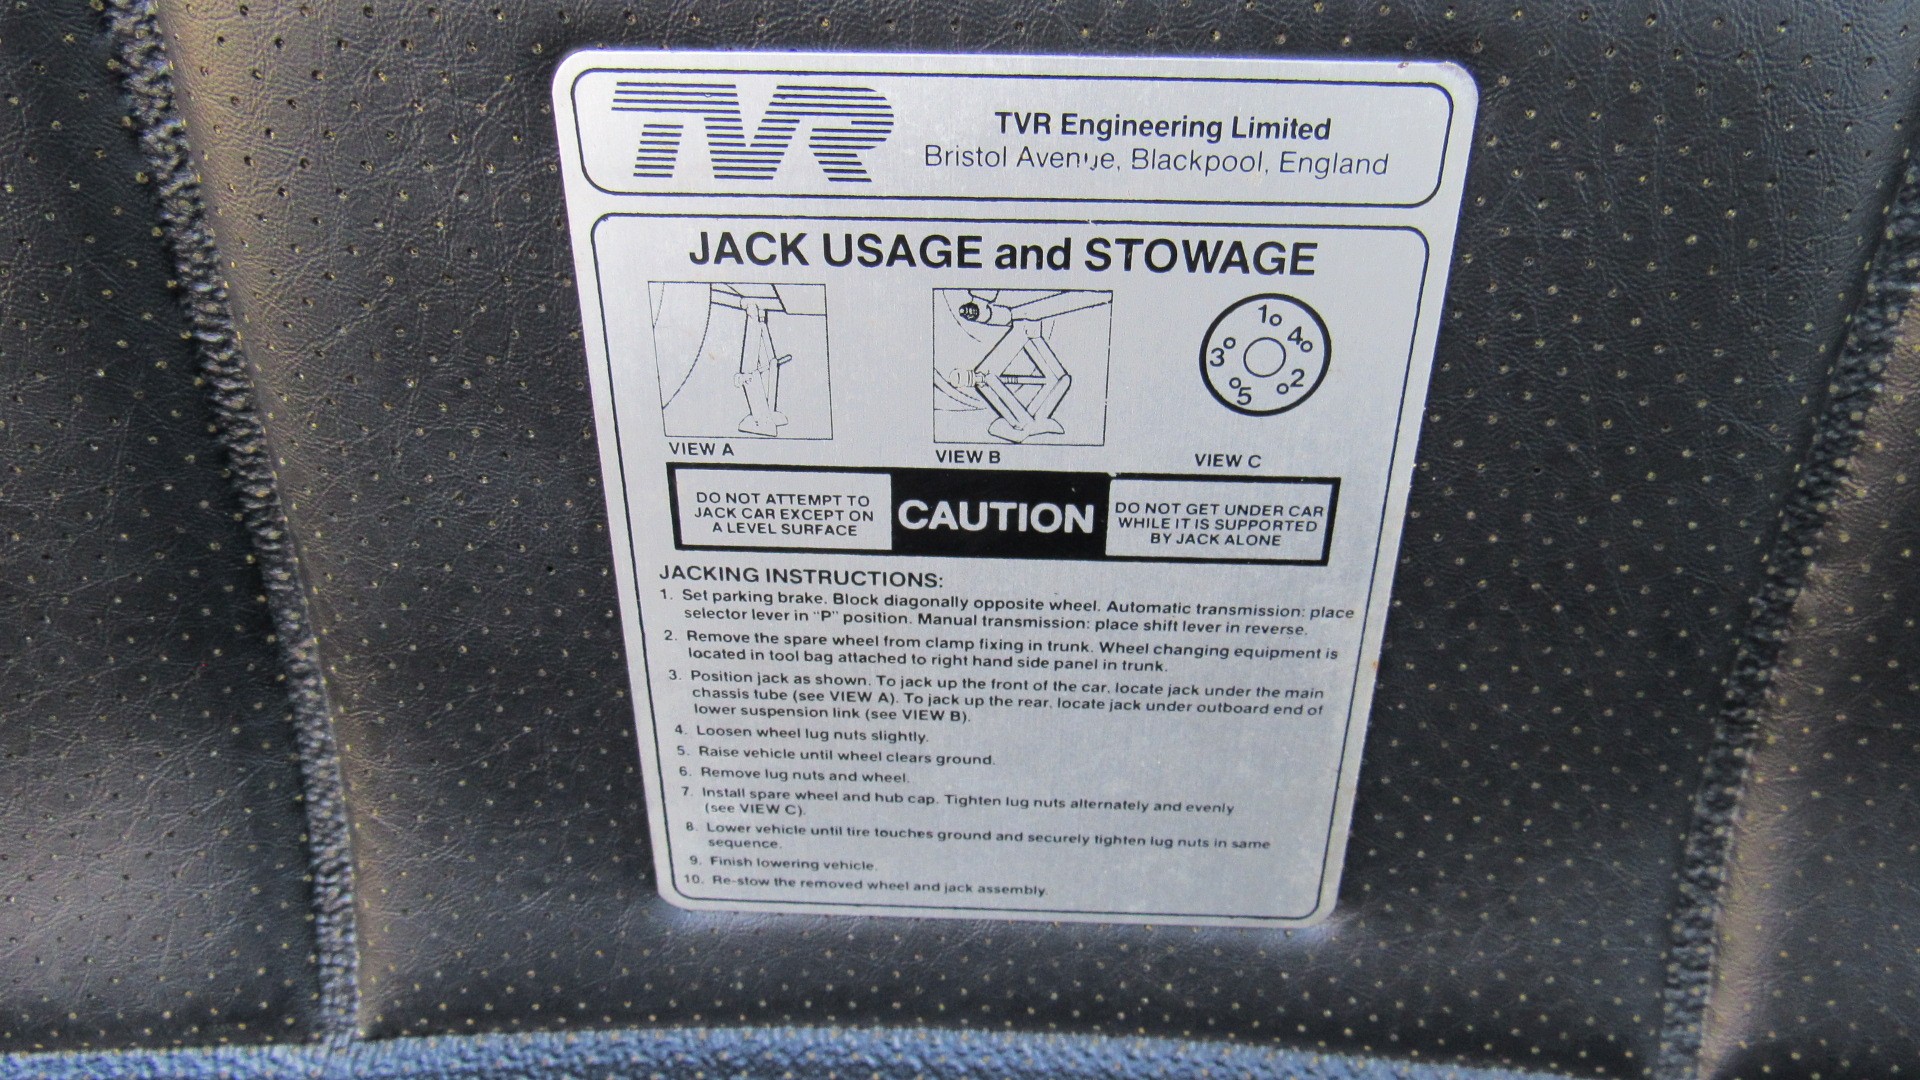 TVR
TVR Engineering Limited
Bristol Avenue, Blackpool, England
JACK USAGE and STOWAGE
1 4 3 2 5
VIEW A
VIEW B
VIEW C
DO NOT ATTEMPT TO
JACK CAR EXCEPT ON
A LEVEL SURFACE
CAUTION
DO NOT GET UNDER CAR
WHILE IT IS SUPPORTED
BY JACK ALONE
JACKING INSTRUCTIONS:
1. Set parking brake. Block diagonally opposite wheel. Automatic transmission: place
selector lever in "P" position. Manual transmission: place shift lever in reverse.
2. Remove the spare wheel from clamp fixing in trunk. Wheel changing equipment is
located in tool bag attached to right hand side panel in trunk.
3. Position jack as shown. To jack up the front of the car, locate jack under the main
chassis tube (see VIEW A). To jack up the rear, locate jack under outboard end of
lower suspension link (see VIEW B).
4. Loosen wheel lug nuts slightly.
5. Raise vehicle until wheel clears ground.
6. Remove lug nuts and wheel.
7. Install spare wheel and hub cap. Tighten lug nuts alternately and evenly
(see VIEW C).
8. Lower vehicle until tire touches ground and securely tighten lug nuts in same
sequence.
9. Finish lowering vehicle.
10. Re-stow the removed wheel and jack assembly.